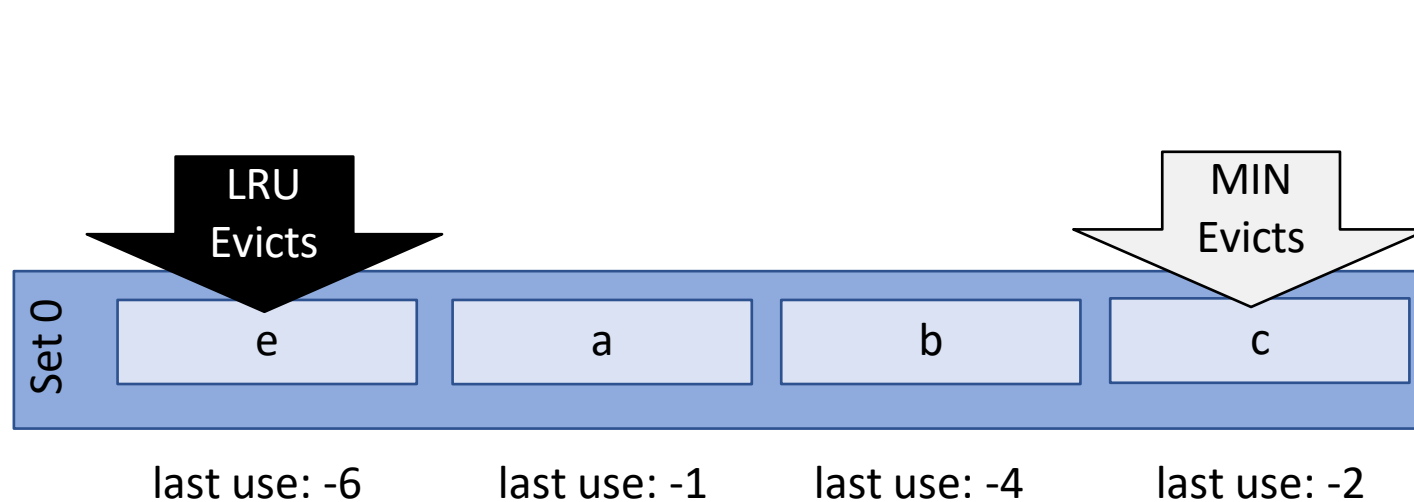 LRU
Evicts
MIN
Evicts
Set 0
e
a
b
c
last use: -6
last use: -1
last use: -4
last use: -2